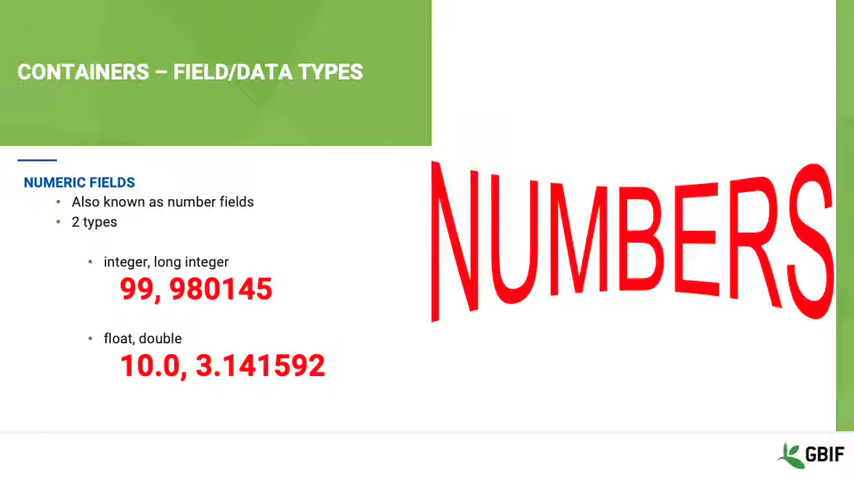 CONTAINERS – FIELD/DATA TYPES
NUMERIC FIELDS
• Also known as number fields
• 2 types
• integer, long integer
99, 980145
• float, double
10.0, 3.141592
NUMBERS
GBIF